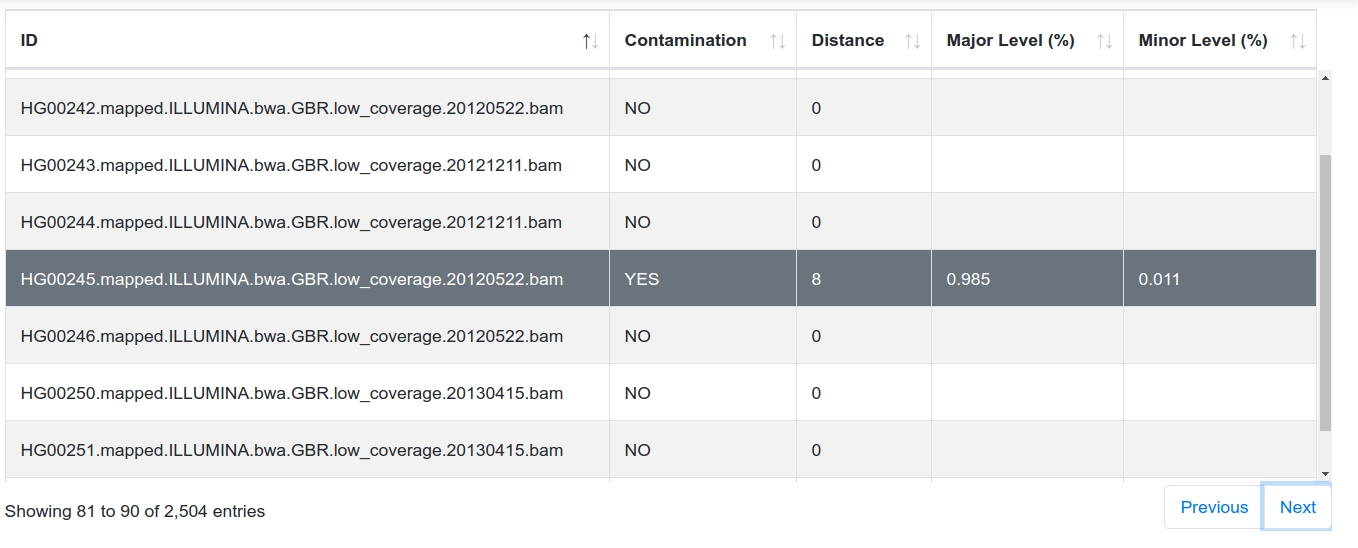 ID Contamination Distance Major Level (%) Minor Level (%)
HG00242.mapped.ILLUMINA.bwa.GBR.low_coverage.20120522.bam NO 0
HG00243.mapped.ILLUMINA.bwa.GBR.low_coverage.20121211.bam NO 0
HG00244.mapped.ILLUMINA.bwa.GBR.low_coverage.20121211.bam NO 0
HG00245.mapped.ILLUMINA.bwa.GBR.low_coverage.20120522.bam YES 8 0.985 0.011
HG00246.mapped.ILLUMINA.bwa.GBR.low_coverage.20120522.bam NO 0
HG00250.mapped.ILLUMINA.bwa.GBR.low_coverage.20130415.bam NO 0
HG00251.mapped.ILLUMINA.bwa.GBR.low_coverage.20130415.bam NO 0
Showing 81 to 90 of 2,504 entries Previous Next